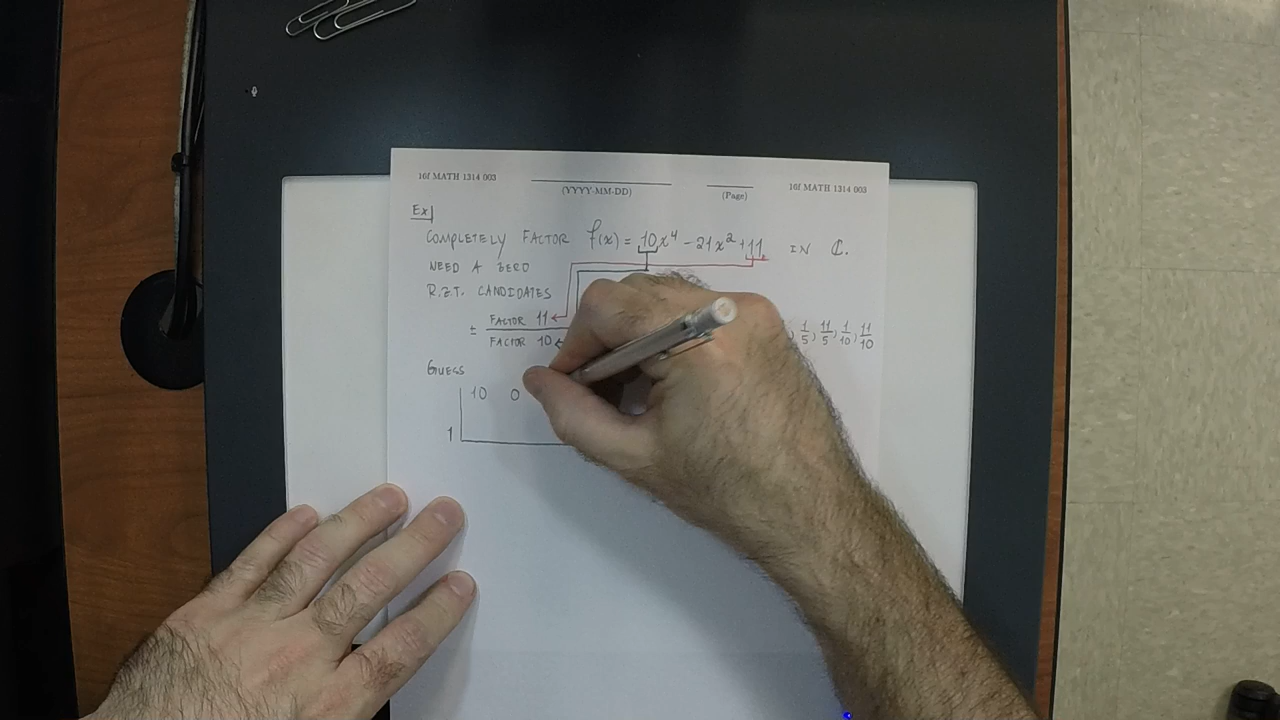 16f MATH 1314 003 (YYYY-MM-DD) (Page) 16f MATH 1314 003
Ex|
COMPLETELY FACTOR f(x) = 10x⁴ - 21x² + 11 IN ℂ.
NEED A ZERO
R.Z.T. CANDIDATES
± FACTOR 11 / FACTOR 10 , 1/5, 11/5, 1/10, 11/10
GUESS
10 0
1